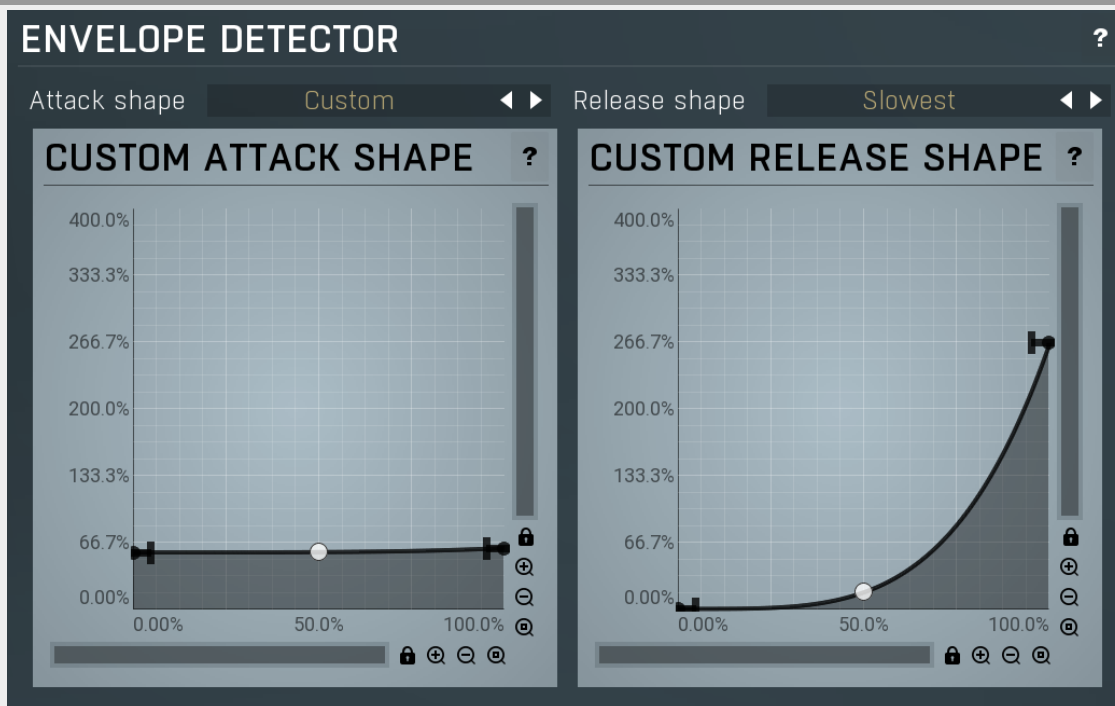 ENVELOPE DETECTOR ?
Attack shape Custom Release shape Slowest
CUSTOM ATTACK SHAPE ?
400.0%
333.3%
266.7%
200.0%
133.3%
66.7%
0.00%
0.00% 50.0% 100.0%
CUSTOM RELEASE SHAPE ?
400.0%
333.3%
266.7%
200.0%
133.3%
66.7%
0.00%
0.00% 50.0% 100.0%